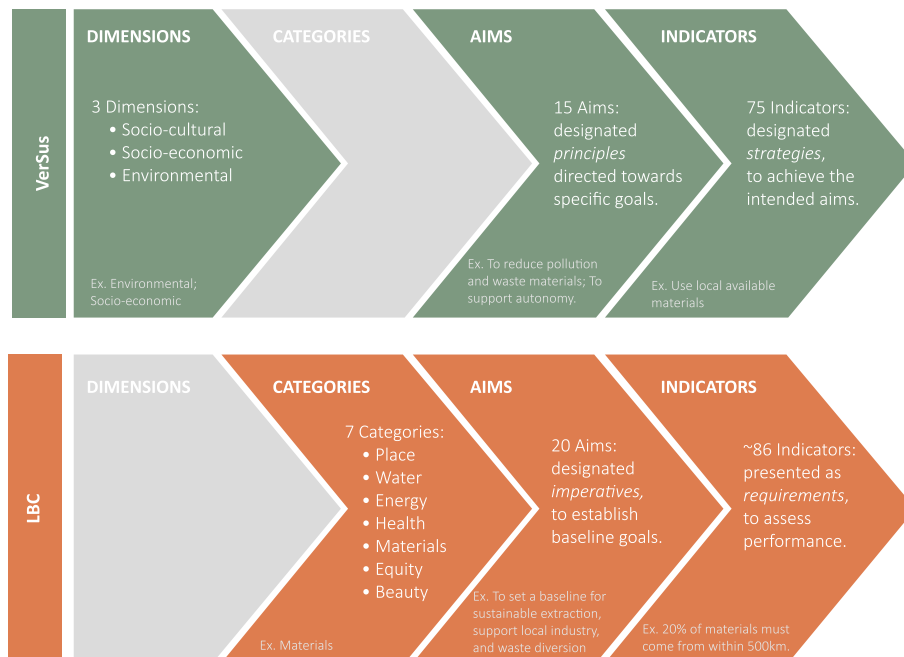 VerSus
DIMENSIONS
3 Dimensions:
• Socio-cultural
• Socio-economic
• Environmental
Ex. Environmental;
Socio-economic
CATEGORIES
AIMS
15 Aims:
designated
principles
directed towards
specific goals.
Ex. To reduce pollution
and waste materials; To
support autonomy.
INDICATORS
75 Indicators:
designated
strategies,
to achieve the
intended aims.
Ex. Use local available
materials
LBC
DIMENSIONS
CATEGORIES
7 Categories:
• Place
• Water
• Energy
• Health
• Materials
• Equity
• Beauty
Ex. Materials
AIMS
20 Aims:
designated
imperatives,
to establish
baseline goals.
Ex. To set a baseline for
sustainable extraction,
support local industry,
and waste diversion
INDICATORS
~86 Indicators:
presented as
requirements,
to assess
performance.
Ex. 20% of materials must
come from within 500km.